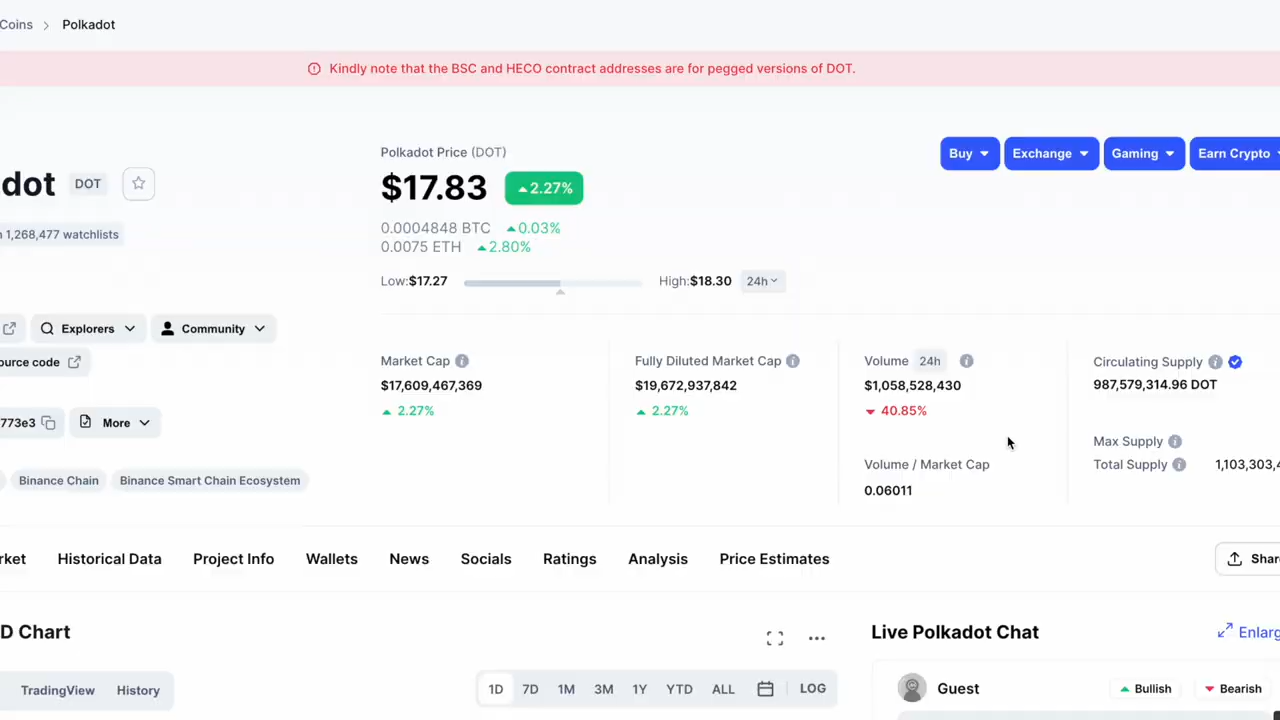 Coins > Polkadot
Kindly note that the BSC and HECO contract addresses are for pegged versions of DOT.
Polkadot Price (DOT)
Buy Exchange Gaming Earn Crypto
dot DOT
$17.83 2.27%
0.0004848 BTC 0.03%
1,268,477 watchlists
0.0075 ETH 2.80%
Low:$17.27 High:$18.30 24h
Explorers Community
ource code
773e3 More
Binance Chain Binance Smart Chain Ecosystem
Market Cap
$17,609,467,369
2.27%
Fully Diluted Market Cap
$19,672,937,842
2.27%
Volume 24h
$1,058,528,430
40.85%
Volume / Market Cap
0.06011
Circulating Supply
987,579,314.96 DOT
Max Supply
Total Supply 1,103,303,4
rket Historical Data Project Info Wallets News Socials Ratings Analysis Price Estimates
Shar
D Chart
TradingView History
1D 7D 1M 3M 1Y YTD ALL LOG
Live Polkadot Chat
Enlarg
Guest Bullish Bearish